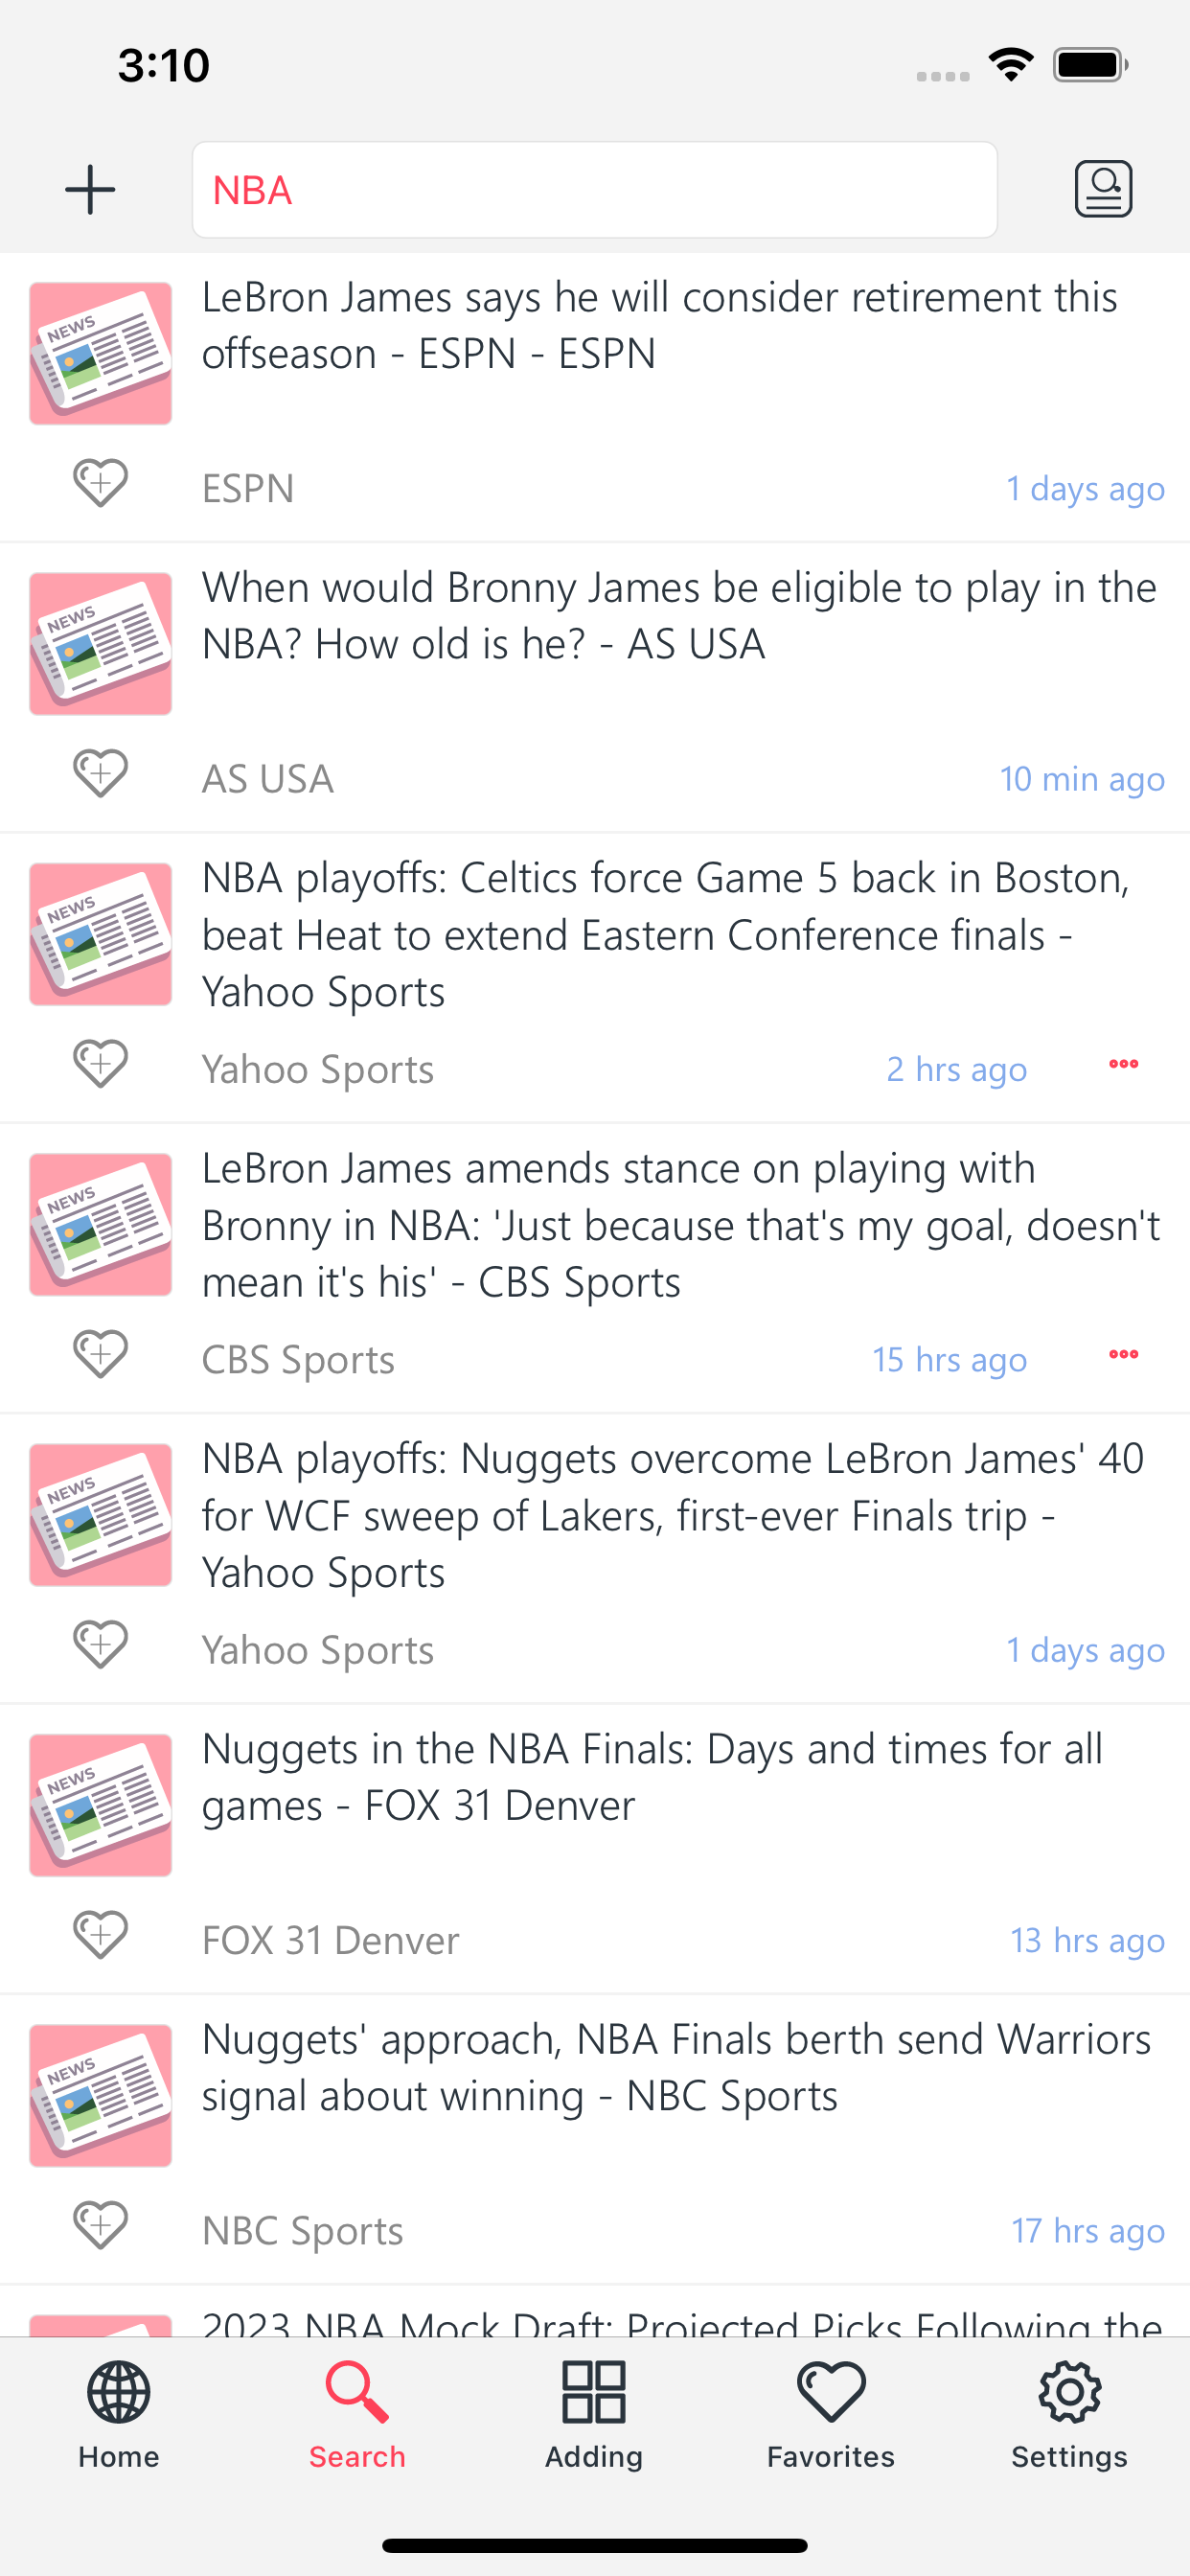 3:10
NBA
NEWS
LeBron James says he will consider retirement this
offseason - ESPN - ESPN
ESPN
1 days ago
NEWS
When would Bronny James be eligible to play in the
NBA? How old is he? - AS USA
AS USA
10 min ago
NEWS
NBA playoffs: Celtics force Game 5 back in Boston,
beat Heat to extend Eastern Conference finals -
Yahoo Sports
Yahoo Sports
2 hrs ago
NEWS
LeBron James amends stance on playing with
Bronny in NBA: 'Just because that's my goal, doesn't
mean it's his' - CBS Sports
CBS Sports
15 hrs ago
NEWS
NBA playoffs: Nuggets overcome LeBron James' 40
for WCF sweep of Lakers, first-ever Finals trip -
Yahoo Sports
Yahoo Sports
1 days ago
NEWS
Nuggets in the NBA Finals: Days and times for all
games - FOX 31 Denver
FOX 31 Denver
13 hrs ago
NEWS
Nuggets' approach, NBA Finals berth send Warriors
signal about winning - NBC Sports
NBC Sports
17 hrs ago
2023 NBA Mock Draft: Projected Picks Following the
Home
Search
Adding
Favorites
Settings